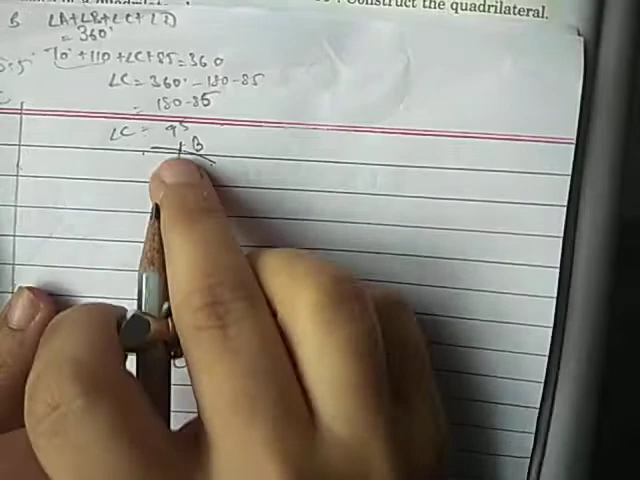 Construct the quadrilateral.
∠A+∠B+∠C+∠D
= 360°
70° +110 +∠C+85 = 360
∠C = 360° - 180 - 85
= 180-85
∠C = 95
B